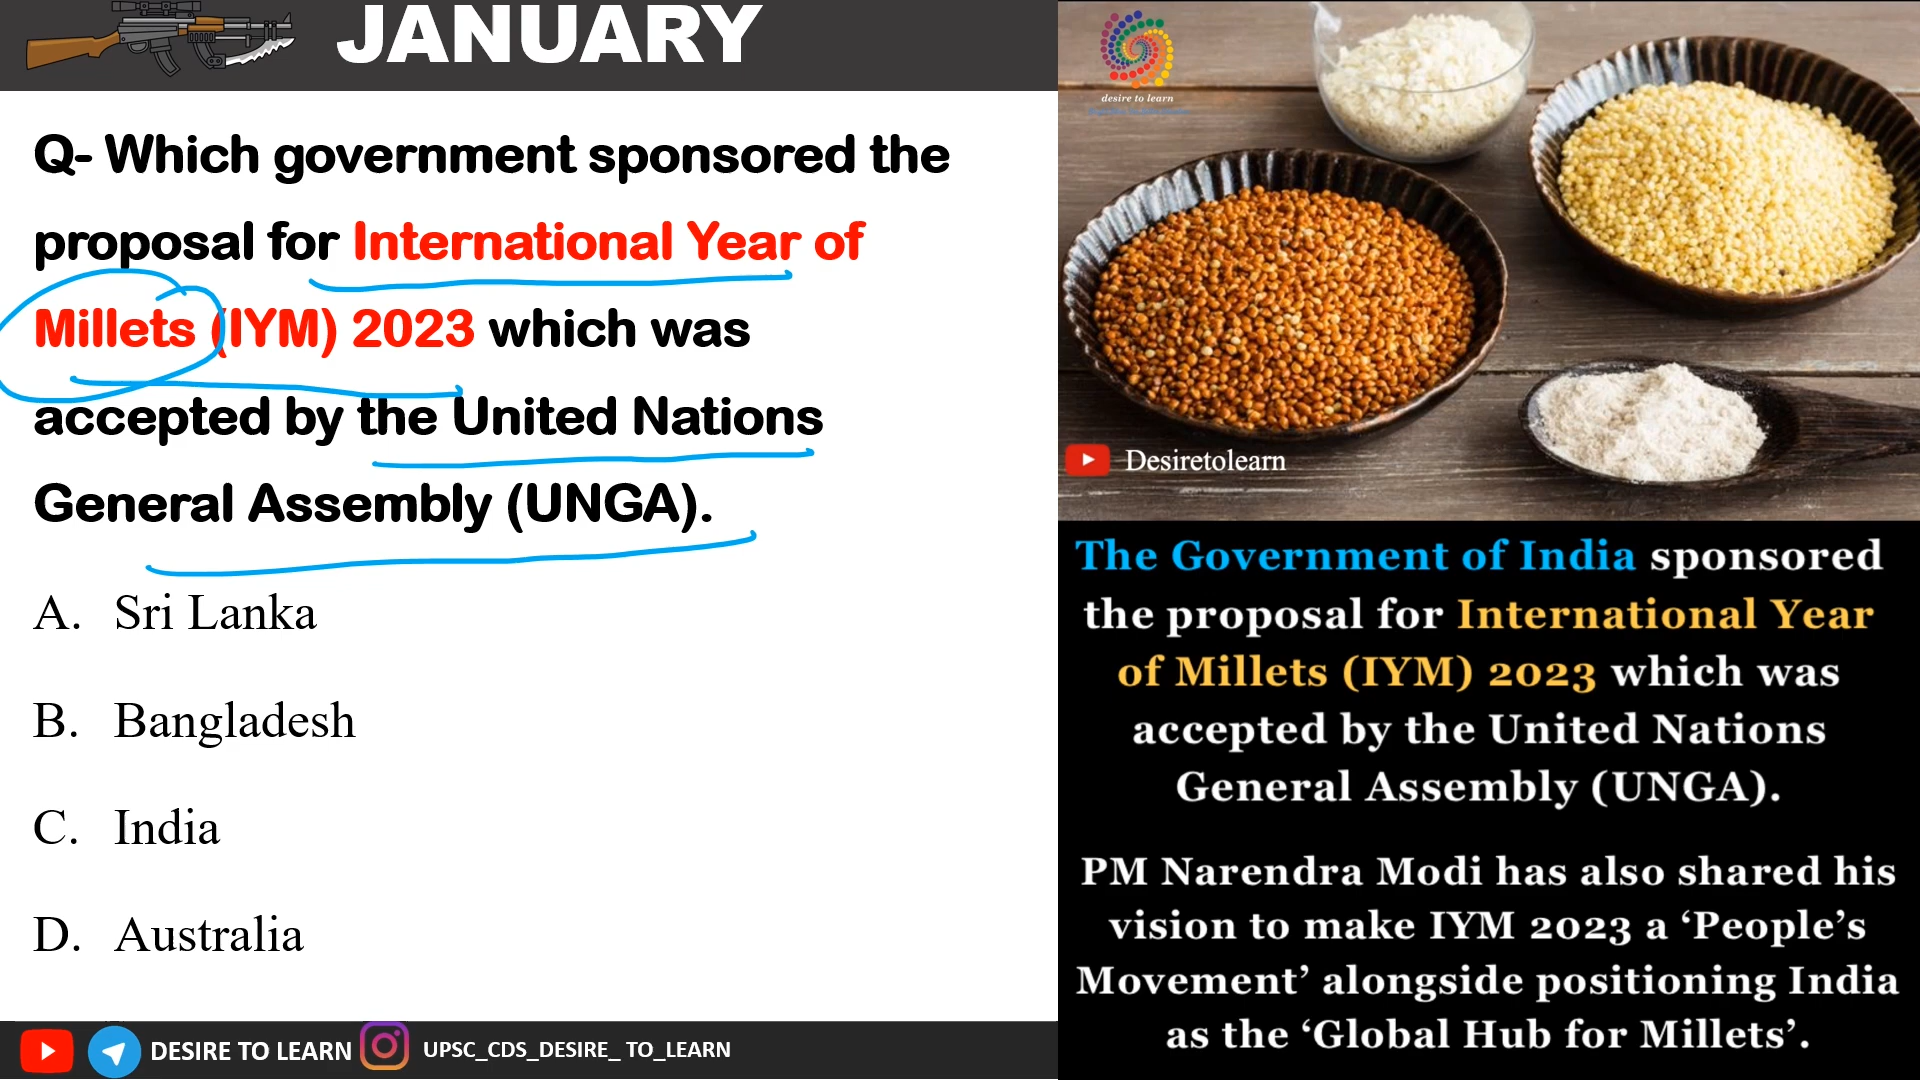 JANUARY
Q- Which government sponsored the
proposal for International Year of
Millets (IYM) 2023 which was
accepted by the United Nations
General Assembly (UNGA).
A. Sri Lanka
B. Bangladesh
C. India
D. Australia
DESIRE TO LEARN
UPSC_CDS_DESIRE_ TO_LEARN
desire to learn
Desiretolearn
The Government of India sponsored
the proposal for International Year
of Millets (IYM) 2023 which was
accepted by the United Nations
General Assembly (UNGA).
PM Narendra Modi has also shared his
vision to make IYM 2023 a ‘People’s
Movement’ alongside positioning India
as the ‘Global Hub for Millets’.